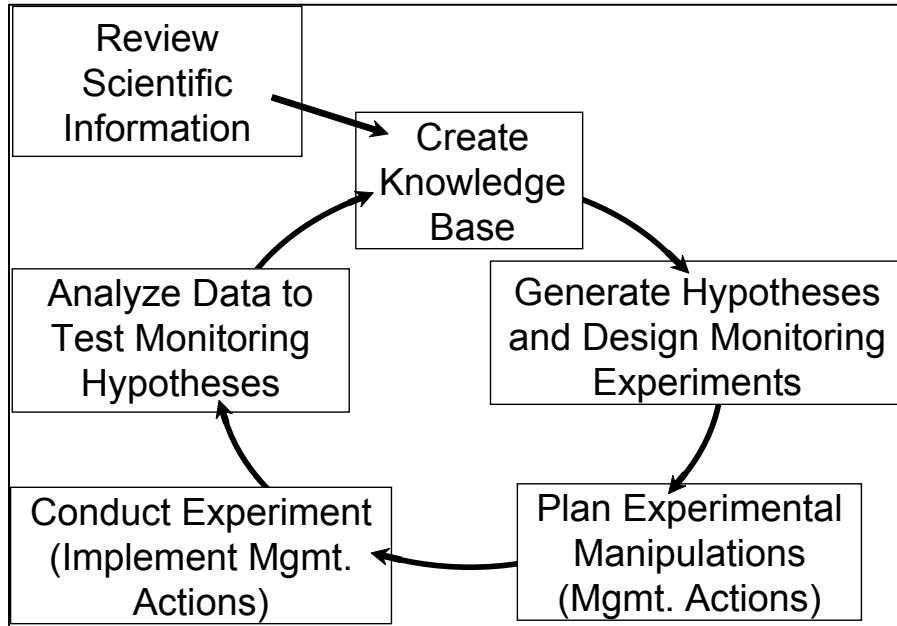 Review
Scientific
Information
Create
Knowledge
Base
Generate Hypotheses
and Design Monitoring
Experiments
Plan Experimental
Manipulations
(Mgmt. Actions)
Conduct Experiment
(Implement Mgmt.
Actions)
Analyze Data to
Test Monitoring
Hypotheses